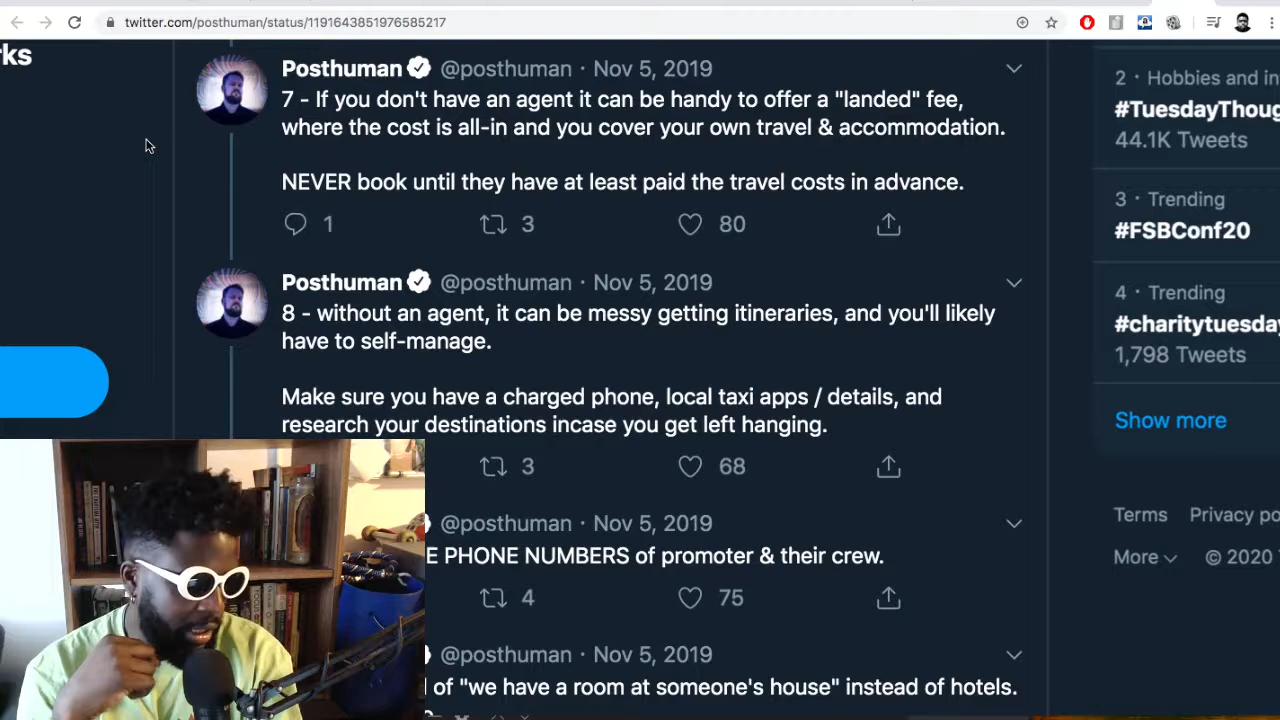 twitter.com/posthuman/status/1191643851976585217
rks
Posthuman @posthuman · Nov 5, 2019
7 - If you don't have an agent it can be handy to offer a "landed" fee,
where the cost is all-in and you cover your own travel & accommodation.
NEVER book until they have at least paid the travel costs in advance.
1 3 80
Posthuman @posthuman · Nov 5, 2019
8 - without an agent, it can be messy getting itineraries, and you'll likely
have to self-manage.
Make sure you have a charged phone, local taxi apps / details, and
research your destinations incase you get left hanging.
3 68
@posthuman · Nov 5, 2019
E PHONE NUMBERS of promoter & their crew.
4 75
@posthuman · Nov 5, 2019
of "we have a room at someone's house" instead of hotels.
2 · Hobbies and in
#TuesdayThoug
44.1K Tweets
3 · Trending
#FSBConf20
4 · Trending
#charitytuesday
1,798 Tweets
Show more
Terms Privacy po
More © 2020